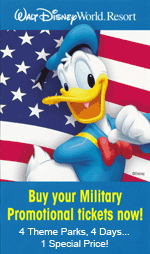 WALT DISNEY World. Resort
©Disney
Buy your Military
Promotional tickets now!
4 Theme Parks, 4 Days...
1 Special Price!